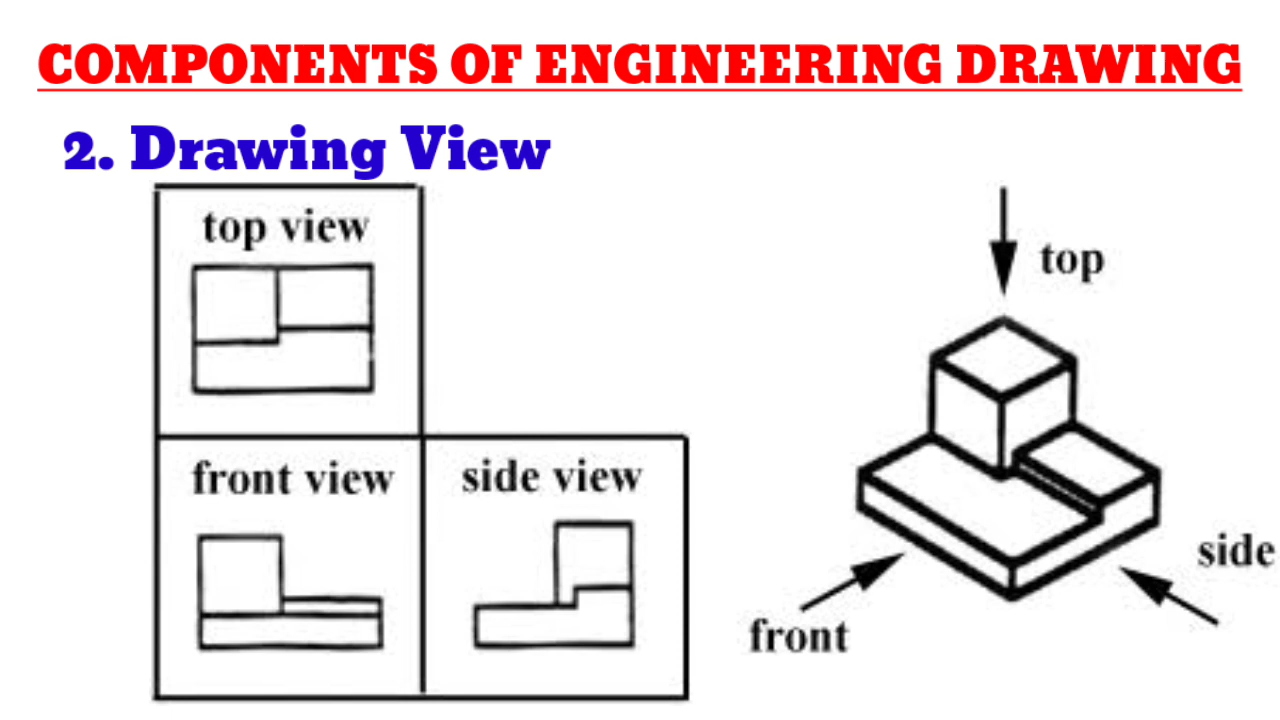 COMPONENTS OF ENGINEERING DRAWING
2. Drawing View
top view
front view
side view
top
side
front